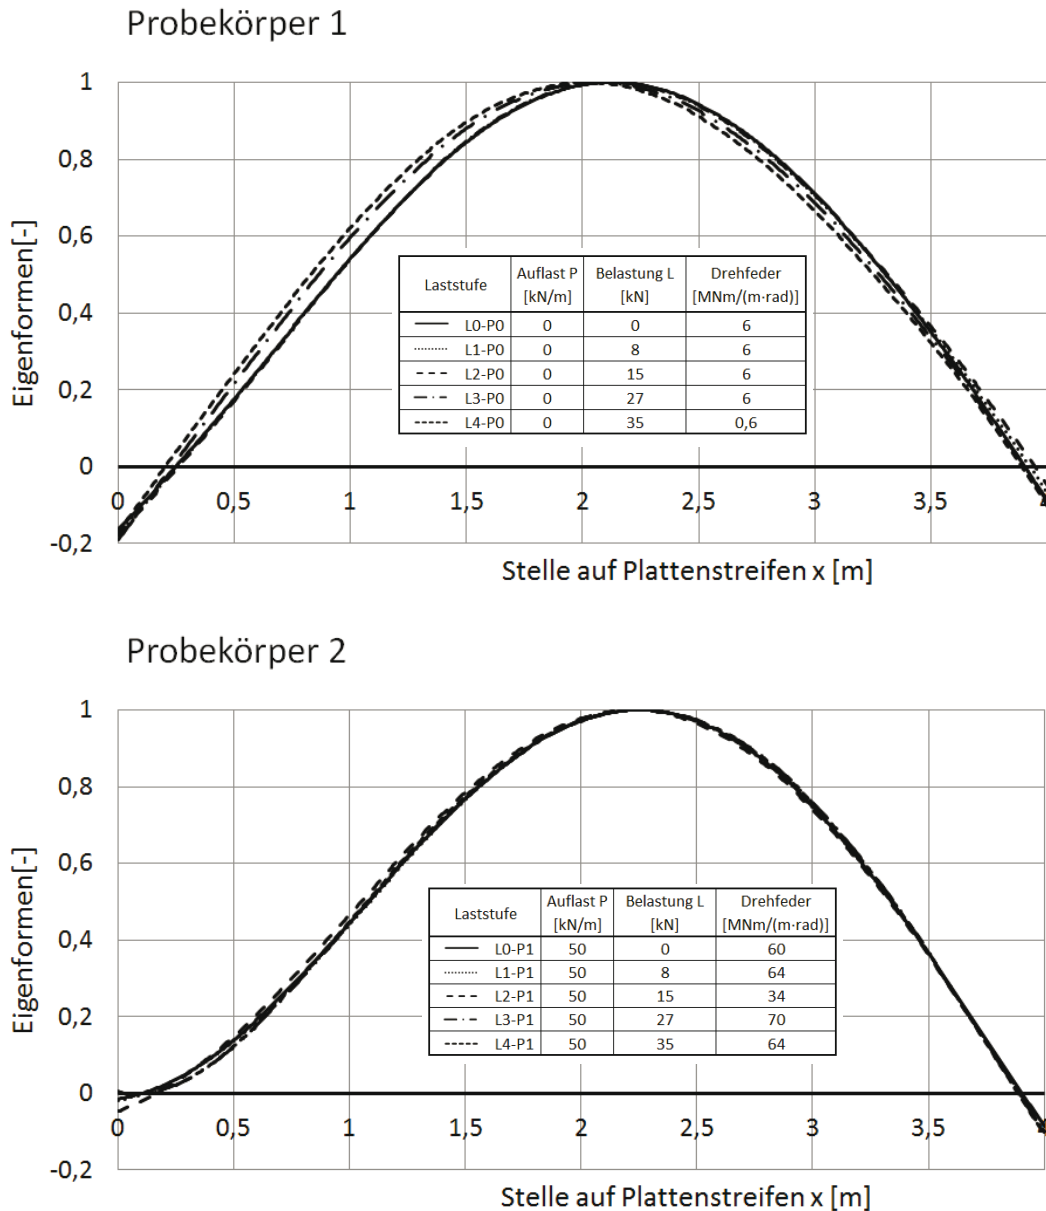 Probekörper 1
Eigenformen[-]
1
0,8
0,6
0,4
0,2
0
-0,2
Laststufe Auflast P [kN/m] Belastung L [kN] Drehfeder [MNm/(m·rad)]
L0-P0 0 0 6
L1-P0 0 8 6
L2-P0 0 15 6
L3-P0 0 27 6
L4-P0 0 35 0,6
0 0,5 1 1,5 2 2,5 3 3,5 4
Stelle auf Plattenstreifen x [m]
Probekörper 2
Eigenformen[-]
1
0,8
0,6
0,4
0,2
0
-0,2
Laststufe Auflast P [kN/m] Belastung L [kN] Drehfeder [MNm/(m·rad)]
L0-P1 50 0 60
L1-P1 50 8 64
L2-P1 50 15 34
L3-P1 50 27 70
L4-P1 50 35 64
0 0,5 1 1,5 2 2,5 3 3,5 4
Stelle auf Plattenstreifen x [m]